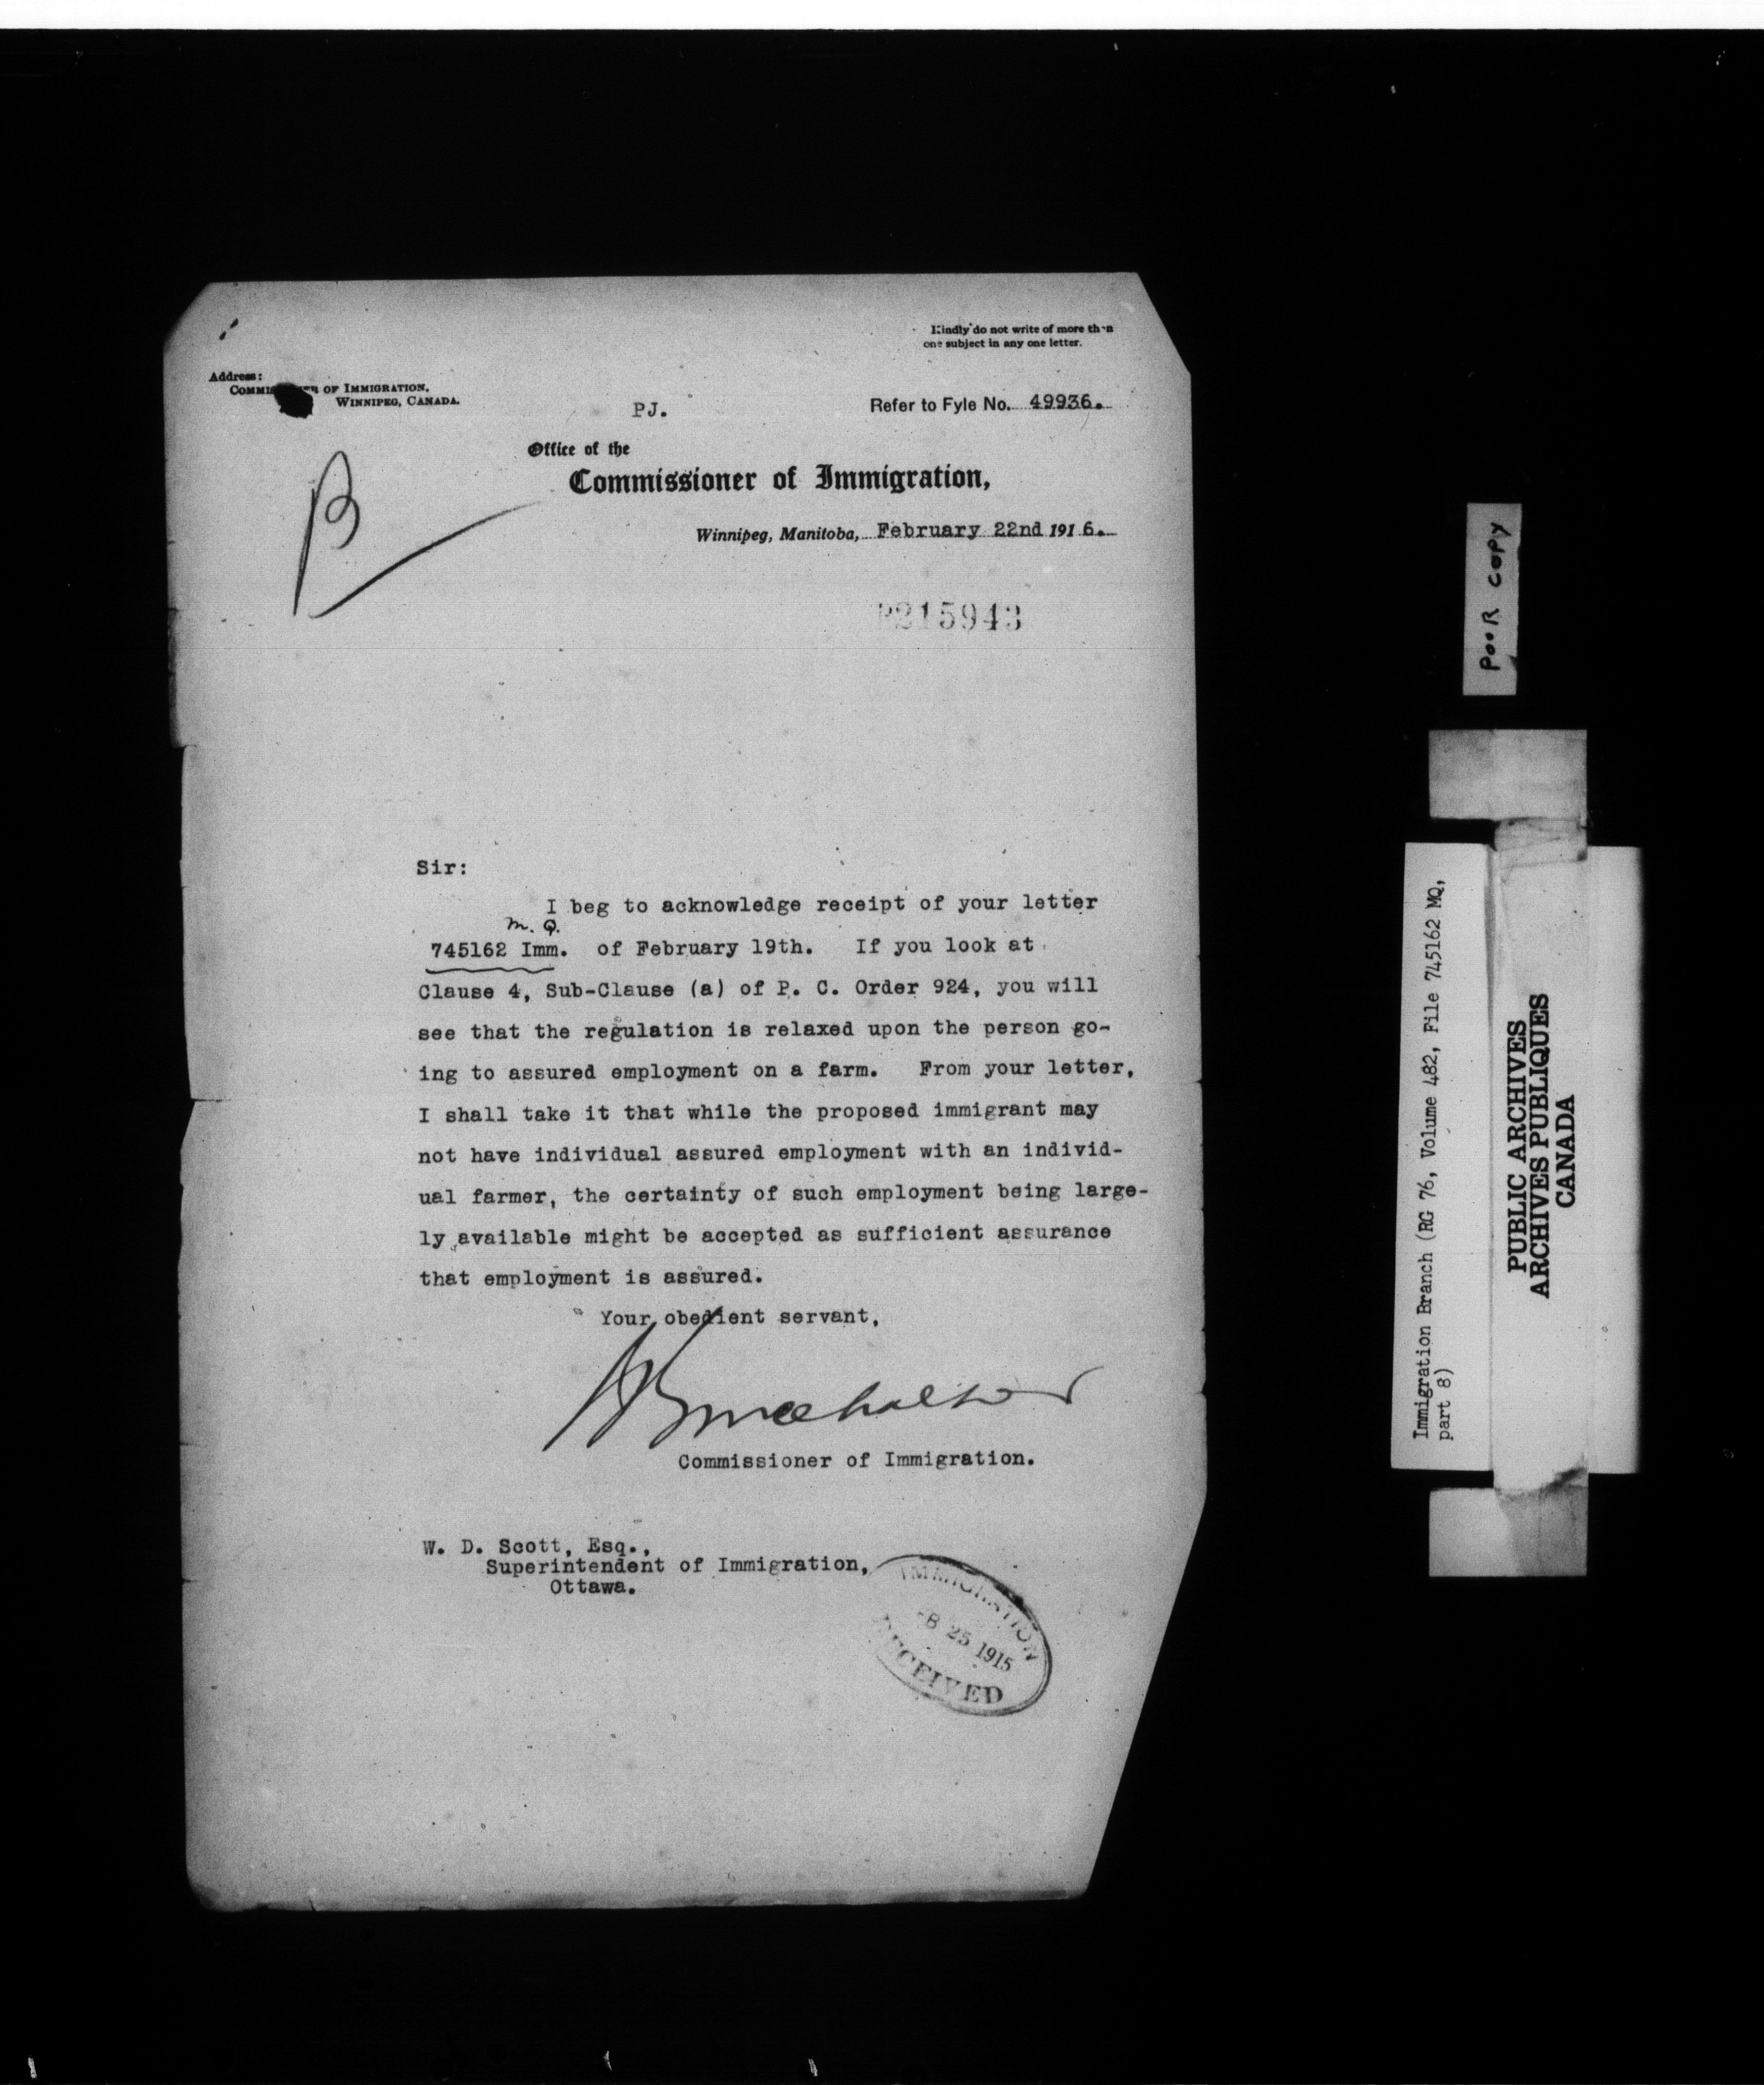 Kindly do not write of more than
one subject in any one letter.
Address:
OF IMMIGRATION,
WINNIPEG, CANADA.
PJ.
Refer to Fyle No. 49936.
Office of the
Commissioner of Immigration,
B
Winnipeg, Manitoba, February 22nd 1916.
215943
Sir:
I beg to acknowledge receipt of your letter
M. Q.
745162 Imm. of February 19th. If you look at
Clause 4, Sub-Clause (a) of P. C. Order 924, you will
see that the regulation is relaxed upon the person go-
ing to assured employment on a farm. From your letter,
I shall take it that while the proposed immigrant may
not have individual assured employment with an individ-
ual farmer, the certainty of such employment being large-
ly available might be accepted as sufficient assurance
that employment is assured.
Your obedient servant,
Commissioner of Immigration.
W. D. Scott, Esq.,
Superintendent of Immigration,
Ottawa.
IMMIGRATION
25 1915
RECEIVED
POOR COPY
Immigration Branch (RG 76, Volume 482, File 745162 MQ,
part 8)
PUBLIC ARCHIVES
ARCHIVES PUBLIQUES
CANADA